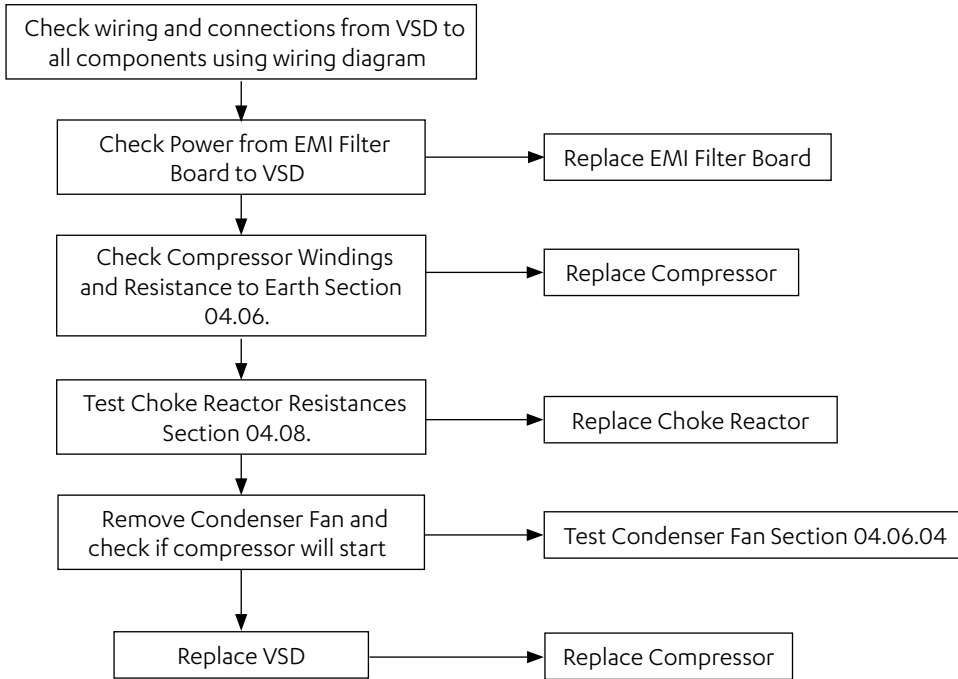 Check wiring and connections from VSD to
all components using wiring diagram
Check Power from EMI Filter
Board to VSD
Replace EMI Filter Board
Check Compressor Windings
and Resistance to Earth Section
04.06.
Replace Compressor
Test Choke Reactor Resistances
Section 04.08.
Replace Choke Reactor
Remove Condenser Fan and
check if compressor will start
Test Condenser Fan Section 04.06.04
Replace VSD
Replace Compressor